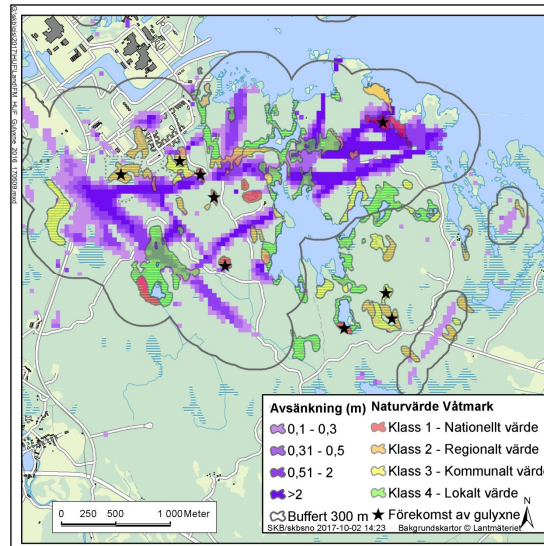 Avsänkning (m)  Naturvärde Våtmark
0,1 - 0,3  Klass 1 - Nationellt värde
0,31 - 0,5  Klass 2 - Regionalt värde
0,51 - 2  Klass 3 - Kommunalt värde
>2  Klass 4 - Lokalt värde
Buffert 300 m  Förekomst av gulyxne
N
SKB/skbsno 2017-10-02 14:23  Bakgrundskartor © Lantmäteriet
0 250 500 1 000 Meter